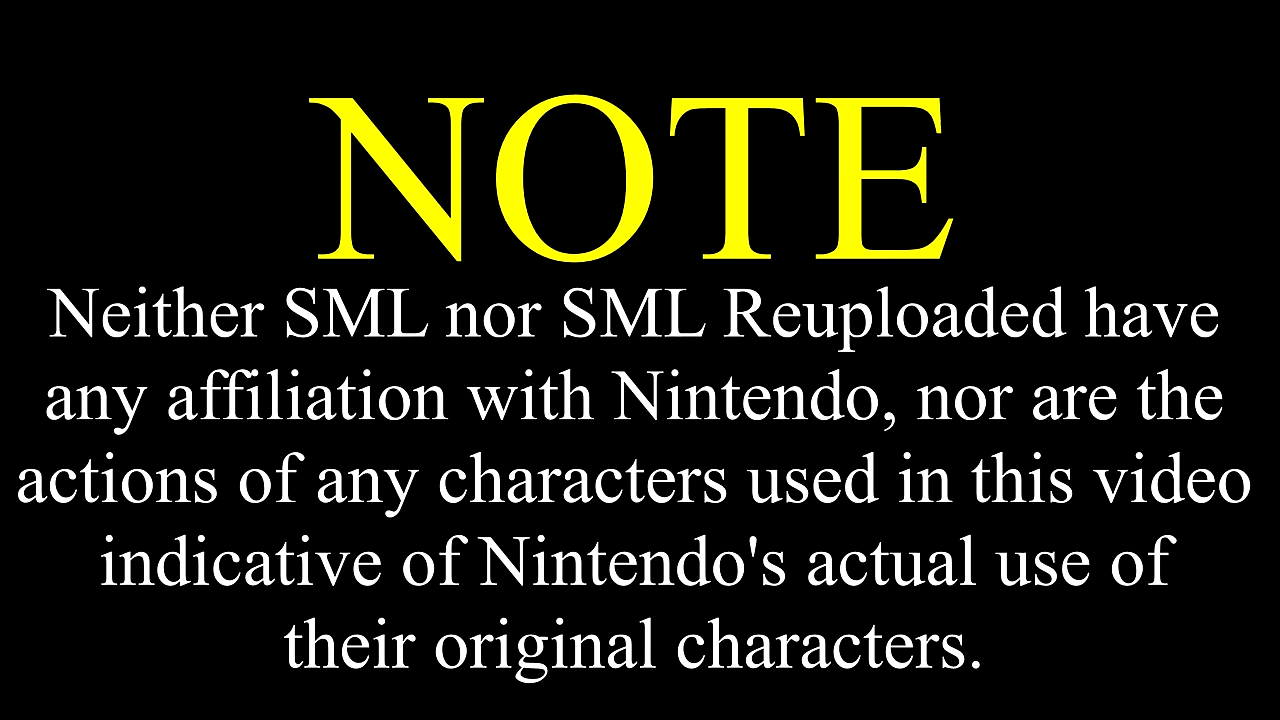 NOTE
Neither SML nor SML Reuploaded have
any affiliation with Nintendo, nor are the
actions of any characters used in this video
indicative of Nintendo's actual use of
their original characters.